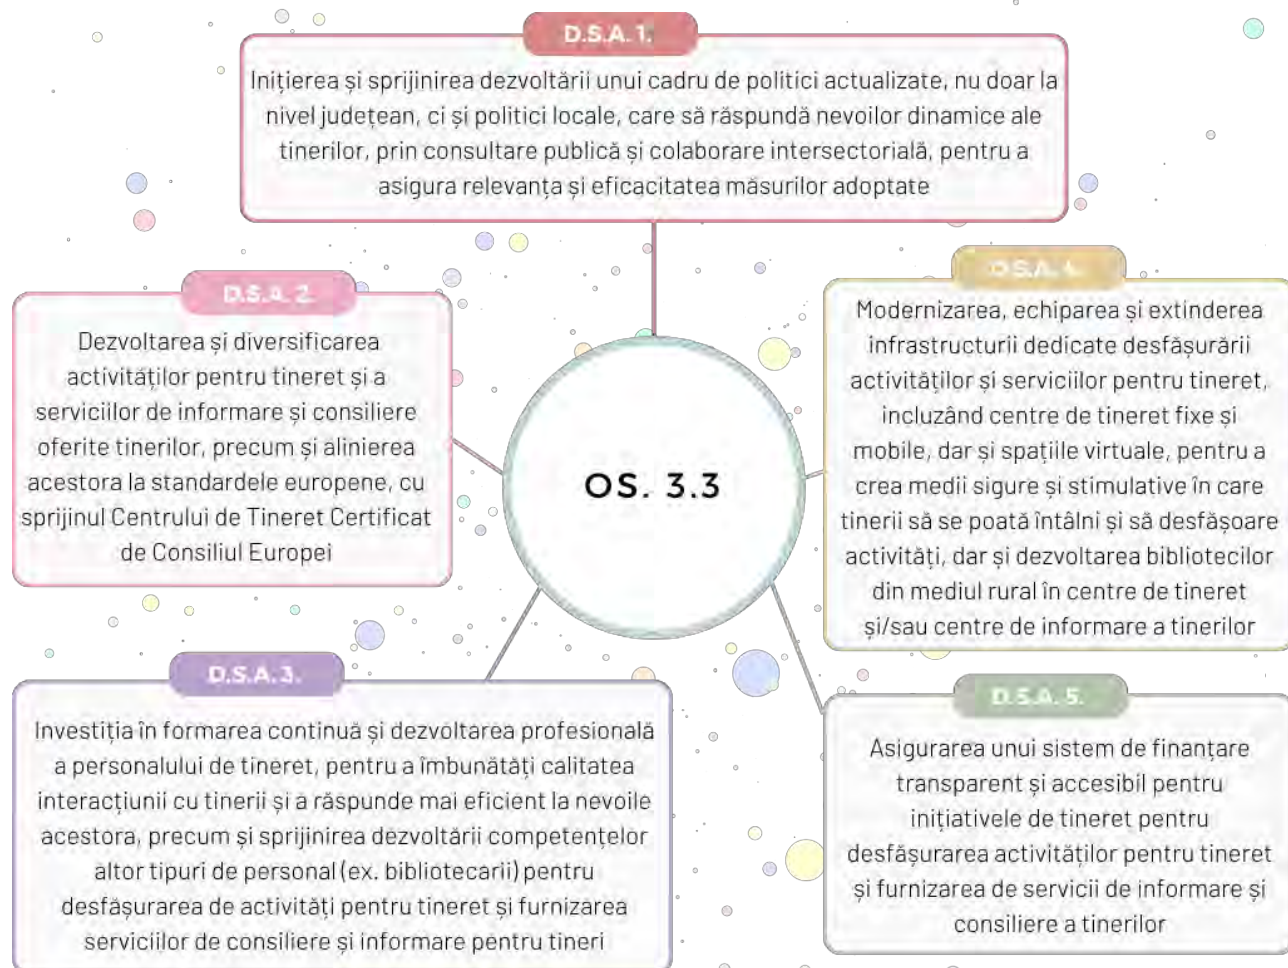 D.S.A. 1.
Inițierea și sprijinirea dezvoltării unui cadru de politici actualizate, nu doar la
nivel județean, ci și politici locale, care să răspundă nevoilor dinamice ale
tinerilor, prin consultare publică și colaborare intersectorială, pentru a
asigura relevanța și eficacitatea măsurilor adoptate
D.S.A. 2.
Dezvoltarea și diversificarea
activităților pentru tineret și a
serviciilor de informare și consiliere
oferite tinerilor, precum și alinierea
acestora la standardele europene, cu
sprijinul Centrului de Tineret Certificat
de Consiliul Europei
OS. 3.3
D.S.A. 4.
Modernizarea, echiparea și extinderea
infrastructurii dedicate desfășurării
activităților și serviciilor pentru tineret,
incluzând centre de tineret fixe și
mobile, dar și spațiile virtuale, pentru a
crea medii sigure și stimulative în care
tinerii să se poată întâlni și să desfășoare
activități, dar și dezvoltarea bibliotecilor
din mediul rural în centre de tineret
și/sau centre de informare a tinerilor
D.S.A. 3.
Investiția în formarea continuă și dezvoltarea profesională
a personalului de tineret, pentru a îmbunătăți calitatea
interacțiunii cu tinerii și a răspunde mai eficient la nevoile
acestora, precum și sprijinirea dezvoltării competențelor
altor tipuri de personal (ex. bibliotecarii) pentru
desfășurarea de activități pentru tineret și furnizarea
serviciilor de consiliere și informare pentru tineri
D.S.A. 5.
Asigurarea unui sistem de finanțare
transparent și accesibil pentru
inițiativele de tineret pentru
desfășurarea activităților pentru tineret
și furnizarea de servicii de informare și
consiliere a tinerilor